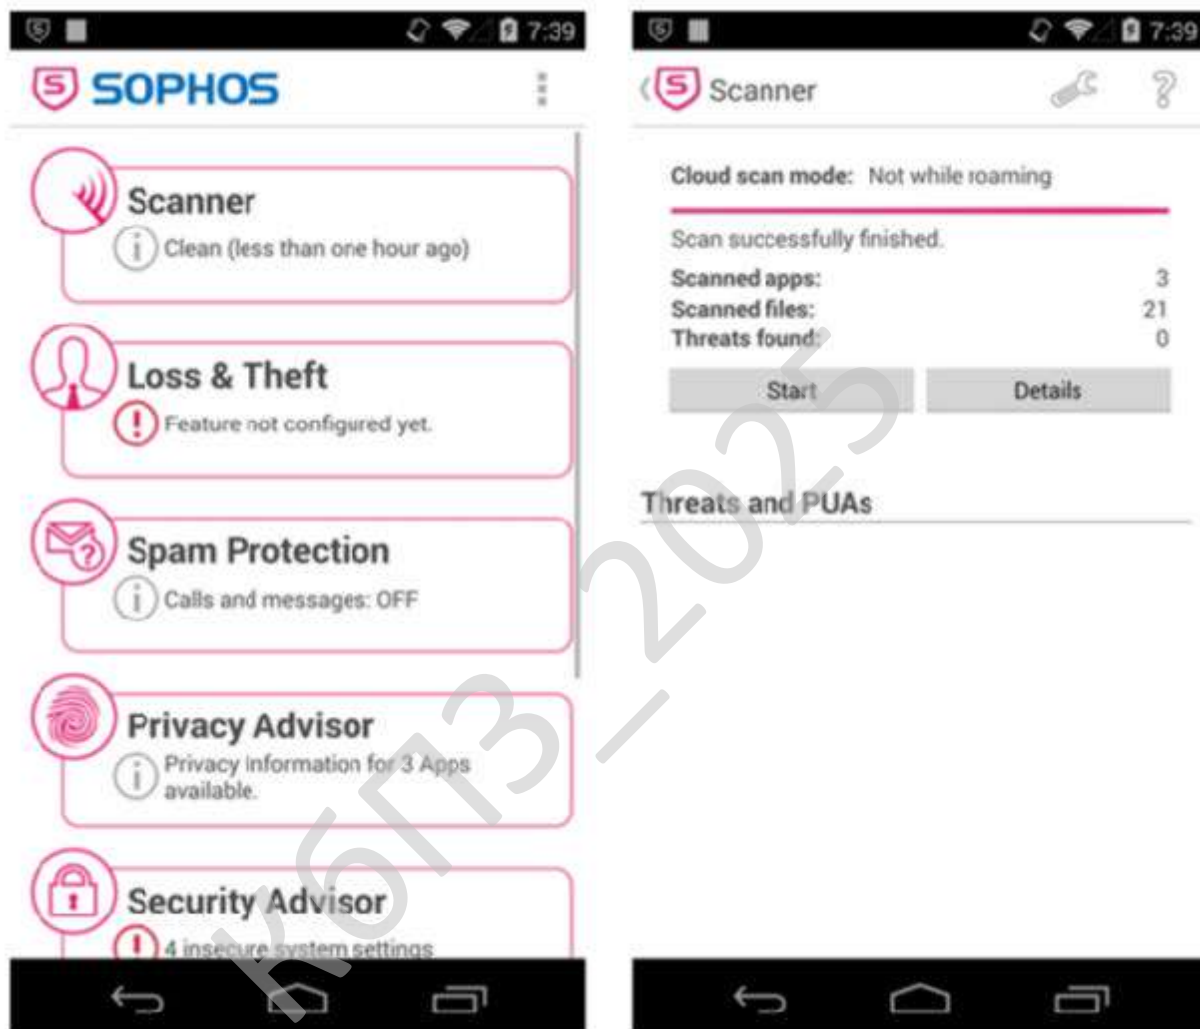 7:39
SOPHOS
Scanner
Clean (less than one hour ago)
Loss & Theft
Feature not configured yet.
Spam Protection
Calls and messages: OFF
Privacy Advisor
Privacy Information for 3 Apps
available.
Security Advisor
4 insecure system settings
7:39
Scanner
Cloud scan mode: Not while roaming
Scan successfully finished.
Scanned apps: 3
Scanned files: 21
Threats found: 0
Start Details
Threats and PUAs
КБПЗ_2025